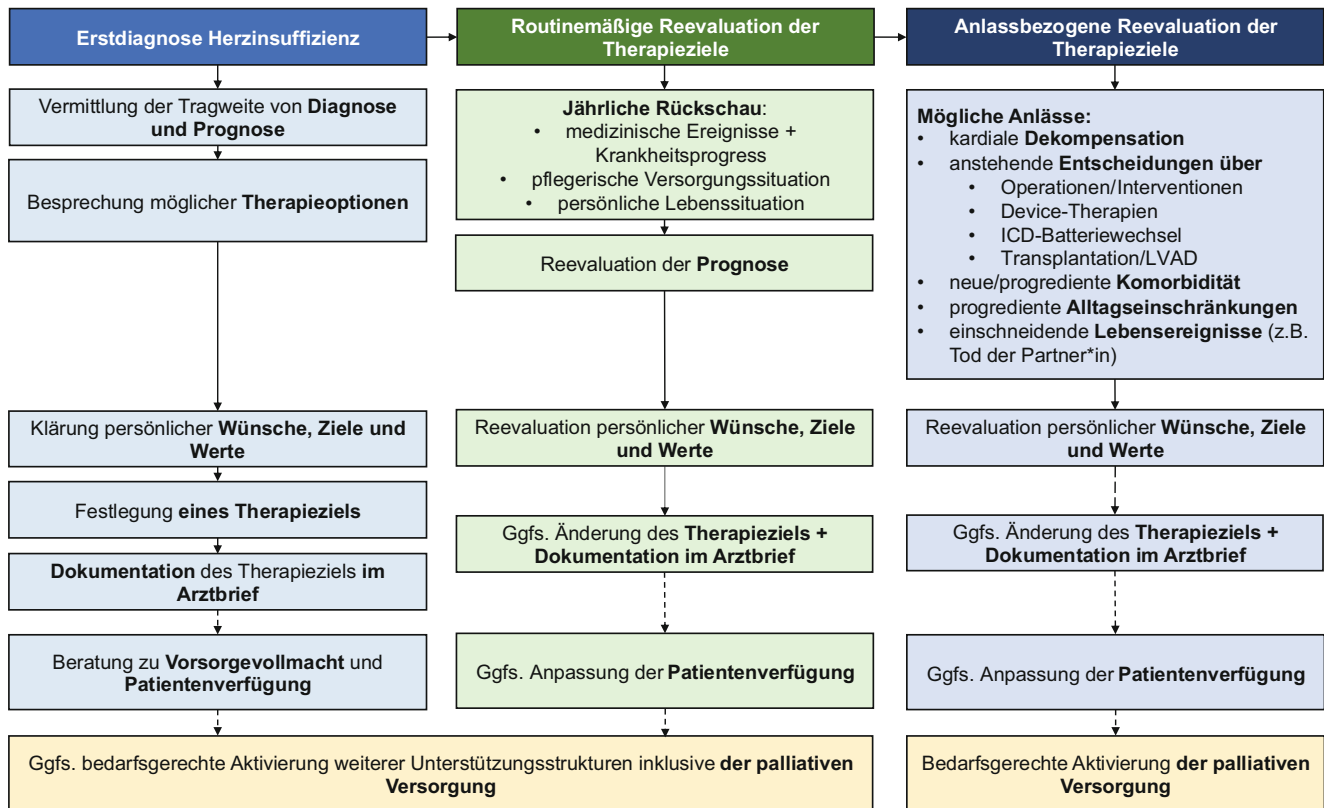 Erstdiagnose Herzinsuffizienz
Vermittlung der Tragweite von Diagnose
und Prognose
Besprechung möglicher Therapieoptionen
Klärung persönlicher Wünsche, Ziele und
Werte
Festlegung eines Therapieziels
Dokumentation des Therapieziels im
Arztbrief
Beratung zu Vorsorgevollmacht und
Patientenverfügung
Routinemäßige Reevaluation der
Therapieziele
Jährliche Rückschau:
• medizinische Ereignisse +
Krankheitsprogress
• pflegerische Versorgungssituation
• persönliche Lebenssituation
Reevaluation der Prognose
Reevaluation persönlicher Wünsche, Ziele
und Werte
Ggfs. Änderung des Therapieziels +
Dokumentation im Arztbrief
Ggfs. Anpassung der Patientenverfügung
Ggfs. bedarfsgerechte Aktivierung weiterer Unterstützungsstrukturen inklusive der palliativen
Versorgung
Anlassbezogene Reevaluation der
Therapieziele
Mögliche Anlässe:
• kardiale Dekompensation
• anstehende Entscheidungen über
• Operationen/Interventionen
• Device-Therapien
• ICD-Batteriewechsel
• Transplantation/LVAD
• neue/progrediente Komorbidität
• progrediente Alltagseinschränkungen
• einschneidende Lebensereignisse (z.B.
Tod der Partner*in)
Reevaluation persönlicher Wünsche, Ziele
und Werte
Ggfs. Änderung des Therapieziels +
Dokumentation im Arztbrief
Ggfs. Anpassung der Patientenverfügung
Bedarfsgerechte Aktivierung der palliativen
Versorgung